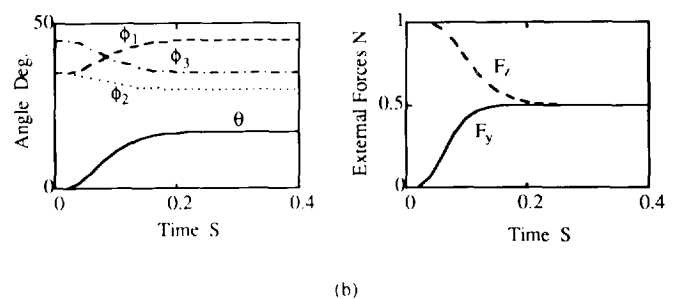 50
Angle Deg.
ϕ1
ϕ3
ϕ2
θ
0
0
0.2
0.4
Time S
1
External Forces N
Fz
0.5
Fy
0
0
0.2
0.4
Time S
(b)